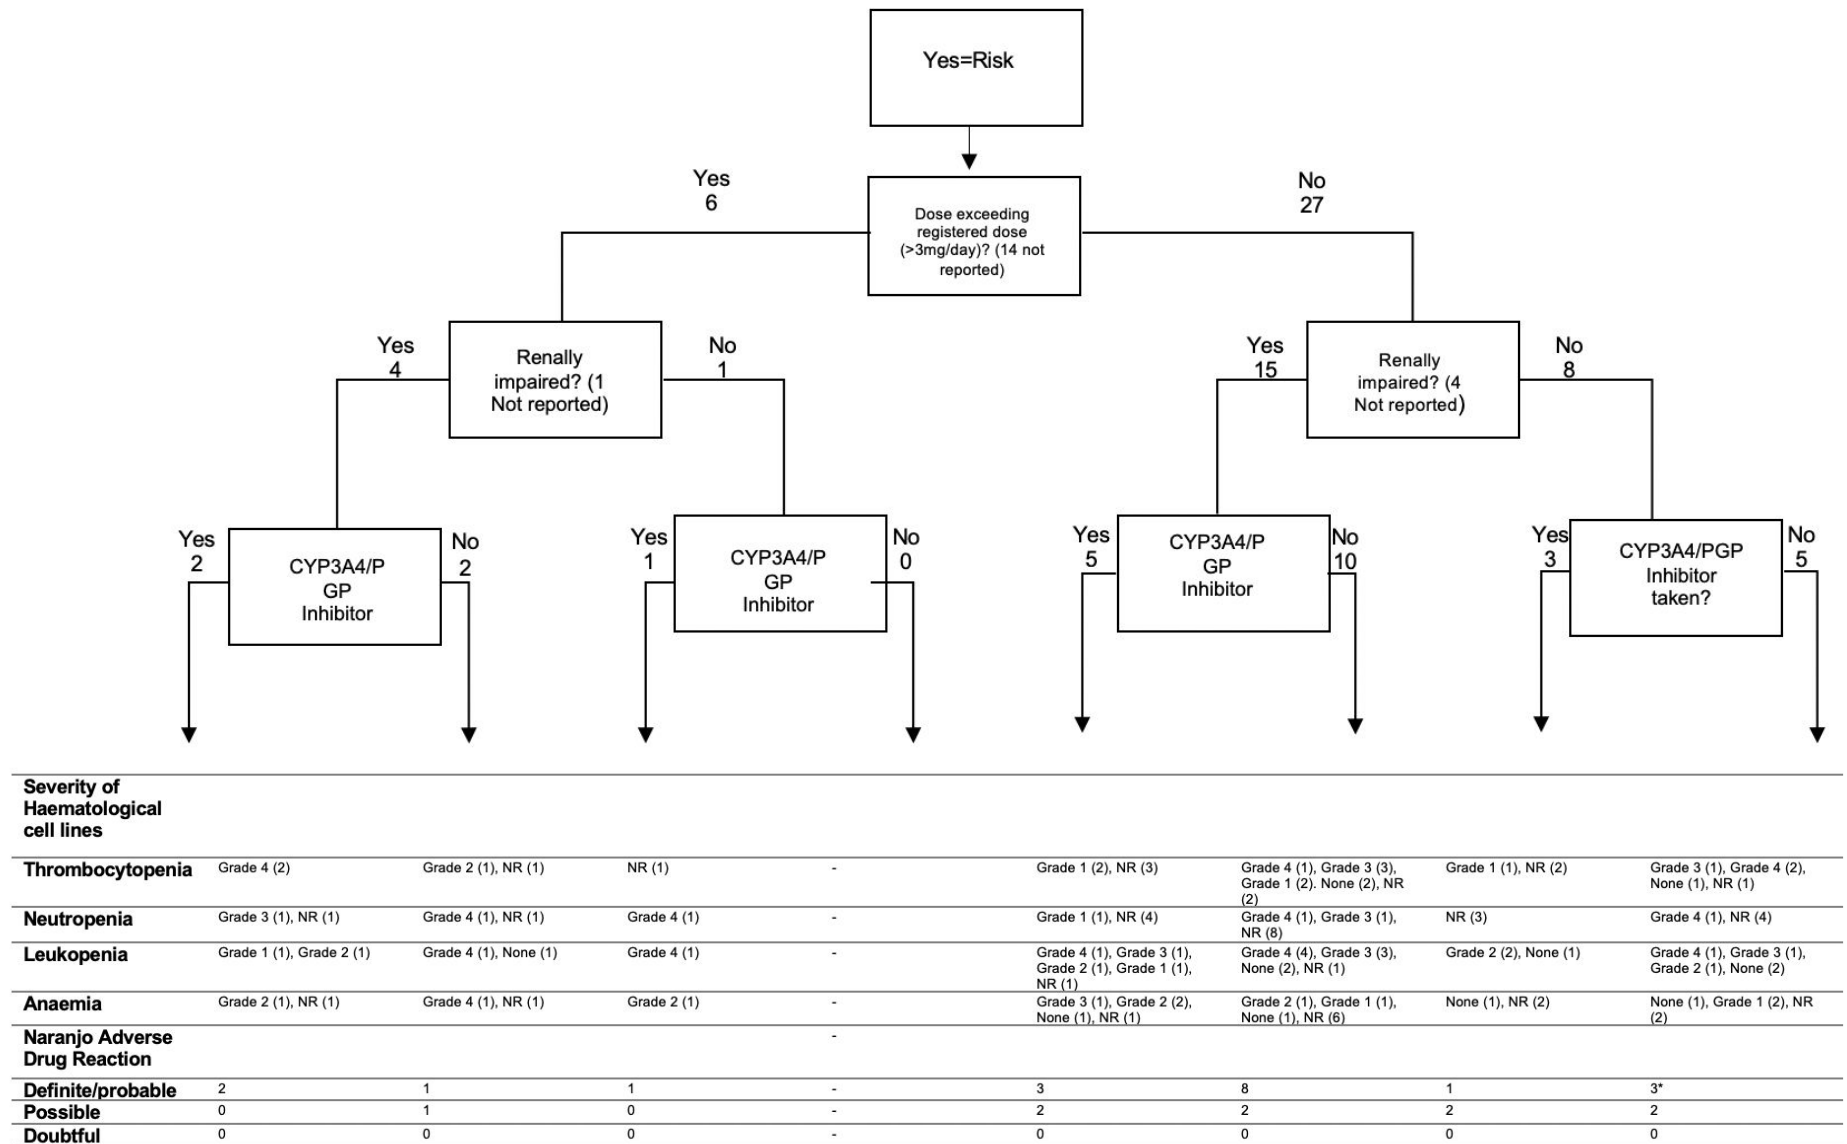 Yes=Risk
Yes
6
No
27
Dose exceeding
registered dose
(>3mg/day)? (14 not
reported)
Yes
4
Renally
impaired? (1
Not reported)
No
1
Yes
15
Renally
impaired? (4
Not reported)
No
8
Yes
2
CYP3A4/P
GP
Inhibitor
No
2
Yes
1
CYP3A4/P
GP
Inhibitor
No
0
Yes
5
CYP3A4/P
GP
Inhibitor
No
10
Yes
3
CYP3A4/PGP
Inhibitor
taken?
No
5
Severity of
Haematological
cell lines
Thrombocytopenia
Grade 4 (2)
Grade 2 (1), NR (1)
NR (1)
-
Grade 1 (2), NR (3)
Grade 4 (1), Grade 3 (3),
Grade 1 (2). None (2), NR
(2)
Grade 1 (1), NR (2)
Grade 3 (1), Grade 4 (2),
None (1), NR (1)
Neutropenia
Grade 3 (1), NR (1)
Grade 4 (1), NR (1)
Grade 4 (1)
-
Grade 1 (1), NR (4)
Grade 4 (1), Grade 3 (1),
NR (8)
NR (3)
Grade 4 (1), NR (4)
Leukopenia
Grade 1 (1), Grade 2 (1)
Grade 4 (1), None (1)
Grade 4 (1)
-
Grade 4 (1), Grade 3 (1),
Grade 2 (1), Grade 1 (1),
NR (1)
Grade 4 (4), Grade 3 (3),
None (2), NR (1)
Grade 2 (2), None (1)
Grade 4 (1), Grade 3 (1),
Grade 2 (1), None (2)
Anaemia
Grade 2 (1), NR (1)
Grade 4 (1), NR (1)
Grade 2 (1)
-
Grade 3 (1), Grade 2 (2),
None (1), NR (1)
Grade 2 (1), Grade 1 (1),
None (1), NR (6)
None (1), NR (2)
None (1), Grade 1 (2), NR
(2)
Naranjo Adverse
Drug Reaction
-
Definite/probable
2
1
1
-
3
8
1
3*
Possible
0
1
0
-
2
2
2
2
Doubtful
0
0
0
-
0
0
0
0